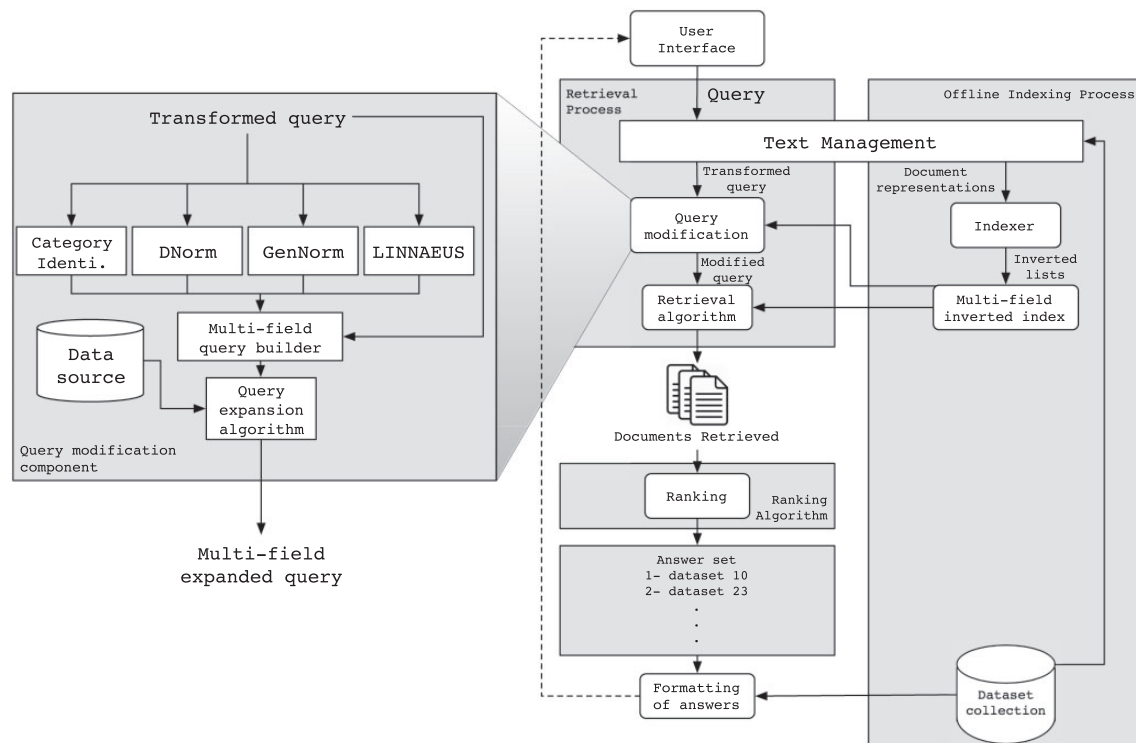 User
Interface
Retrieval
Process
Query
Offline Indexing Process
Text Management
Transformed
query
Document
representations
Query
modification
Indexer
Modified
query
Inverted
lists
Retrieval
algorithm
Multi-field
inverted index
Documents Retrieved
Ranking
Ranking
Algorithm
Answer set
1- dataset 10
2- dataset 23
.
.
.
Formatting
of answers
Dataset
collection
Transformed query
Category
Identi.
DNorm
GenNorm
LINNAEUS
Multi-field
query builder
Data
source
Query
expansion
algorithm
Query modification
component
Multi-field
expanded query